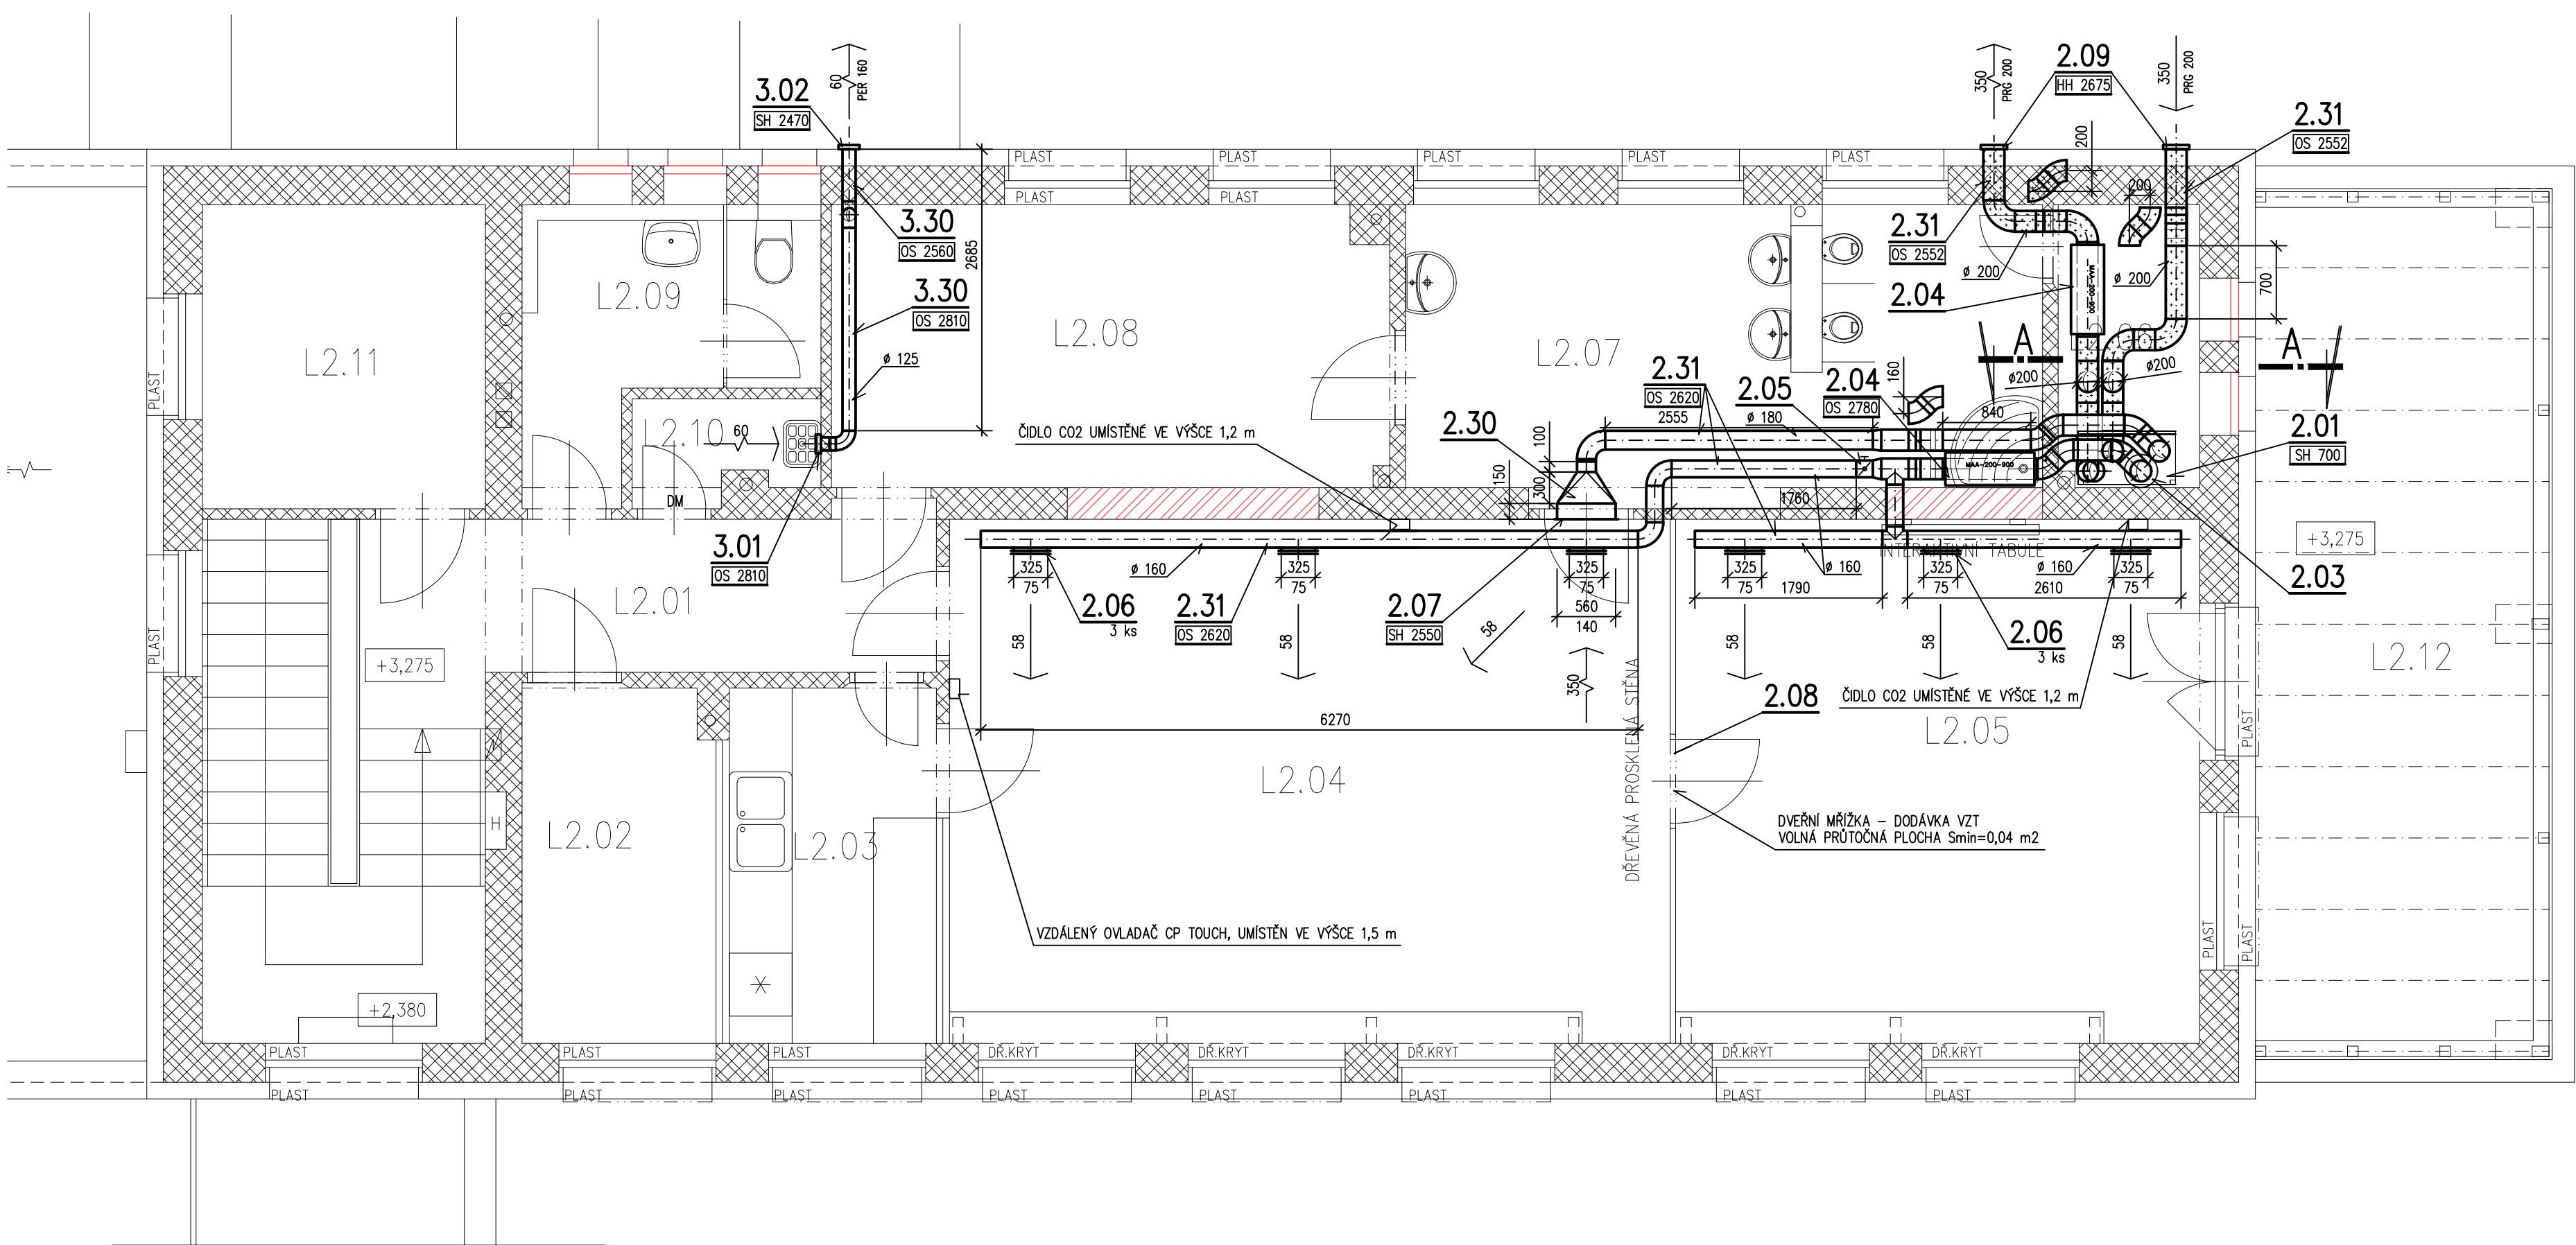 60
PER 160
3.02
SH 2470
350
PRG 200
2.09
HH 2675
350
PRG 200
2.31
OS 2552
200
200
PLAST
PLAST
PLAST
PLAST
PLAST
PLAST
PLAST
3.30
OS 2560
2685
2.31
OS 2552
ø 200
ø 200
700
L2.09
3.30
OS 2810
2.04
MAA-200-900
L2.11
L2.08
L2.07
ø 125
A
A
PLAST
2.31
OS 2620
2555
ø 180
2.05
2.04
OS 2780
160
ø200
ø200
840
L2.10
60
ČIDLO CO2 UMÍSTĚNÉ VE VÝŠCE 1,2 m
2.30
100
150
300
MAA-200-900
2.01
SH 700
DM
1760
3.01
OS 2810
+3,275
INTERAKTIVNÍ TABULE
2.03
325
75
ø 160
325
75
325
75
560
140
325
75
ø 160
325
75
ø 160
325
75
1790
2610
L2.01
2.06
3 ks
2.31
OS 2620
2.07
SH 2550
2.06
3 ks
58
58
58
350
58
58
58
PLAST
+3,275
L2.12
2.08
ČIDLO CO2 UMÍSTĚNÉ VE VÝŠCE 1,2 m
6270
L2.05
PLAST
DŘEVĚNÁ PROSKLENÁ STĚNA
L2.04
H
L2.02
L2.03
DVEŘNÍ MŘÍŽKA – DODÁVKA VZT
VOLNÁ PRŮTOČNÁ PLOCHA Smin=0,04 m2
VZDÁLENÝ OVLADAČ CP TOUCH, UMÍSTĚN VE VÝŠCE 1,5 m
PLAST
PLAST
+2,380
PLAST
PLAST
PLAST
DŘ.KRYT
DŘ.KRYT
DŘ.KRYT
DŘ.KRYT
DŘ.KRYT
PLAST
PLAST
PLAST
PLAST
PLAST
PLAST
PLAST
PLAST